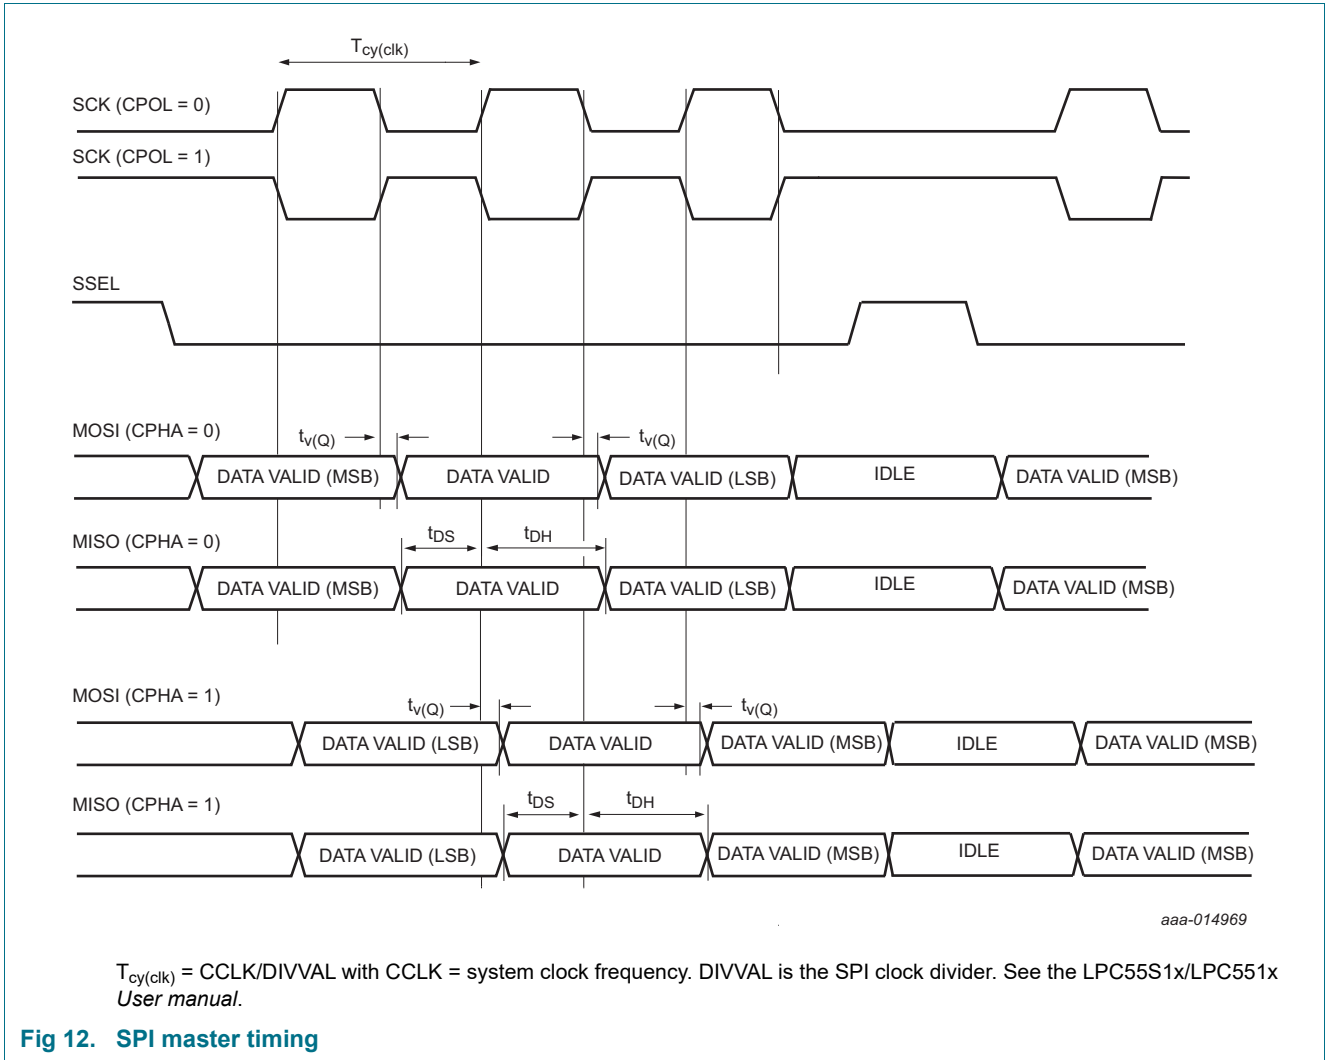 Tcy(clk)
SCK (CPOL = 0)
SCK (CPOL = 1)
SSEL
MOSI (CPHA = 0)
tv(Q)
tv(Q)
DATA VALID (MSB)
DATA VALID
DATA VALID (LSB)
IDLE
DATA VALID (MSB)
MISO (CPHA = 0)
tDS
tDH
DATA VALID (MSB)
DATA VALID
DATA VALID (LSB)
IDLE
DATA VALID (MSB)
MOSI (CPHA = 1)
tv(Q)
tv(Q)
DATA VALID (LSB)
DATA VALID
DATA VALID (MSB)
IDLE
DATA VALID (MSB)
MISO (CPHA = 1)
tDS
tDH
DATA VALID (LSB)
DATA VALID
DATA VALID (MSB)
IDLE
DATA VALID (MSB)
aaa-014969
Tcy(clk) = CCLK/DIVVAL with CCLK = system clock frequency. DIVVAL is the SPI clock divider. See the LPC55S1x/LPC551x
User manual.
Fig 12. SPI master timing